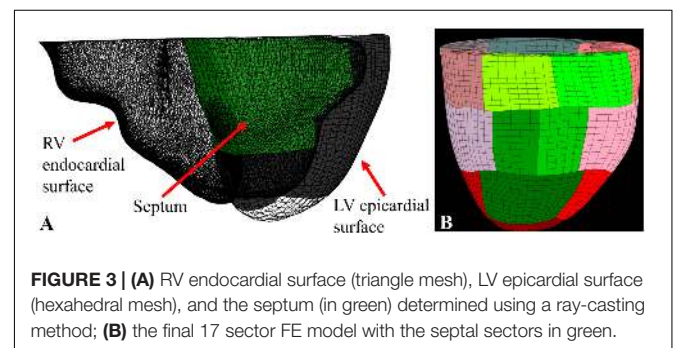 RV
endocardial
surface
Septum
LV epicardial
surface
A
B
FIGURE 3 | (A) RV endocardial surface (triangle mesh), LV epicardial surface
(hexahedral mesh), and the septum (in green) determined using a ray-casting
method; (B) the final 17 sector FE model with the septal sectors in green.